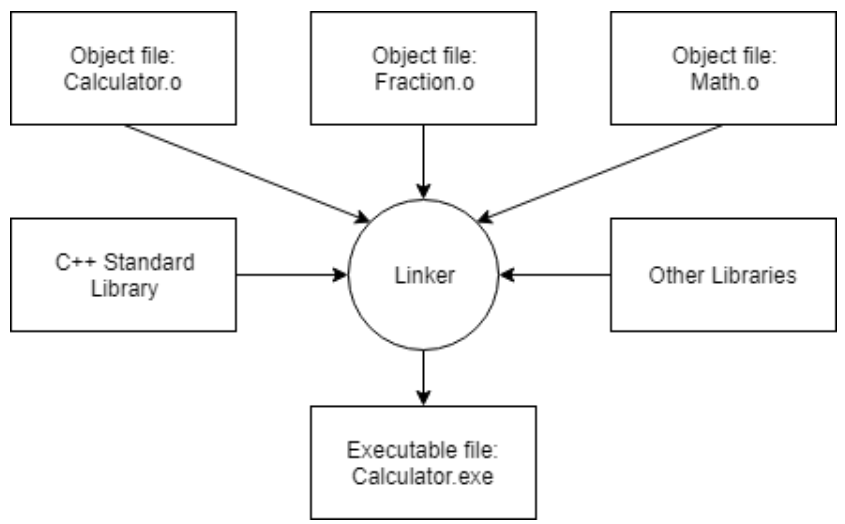 Object file:
Calculator.o
Object file:
Fraction.o
Object file:
Math.o
C++ Standard
Library
Linker
Other Libraries
Executable file:
Calculator.exe